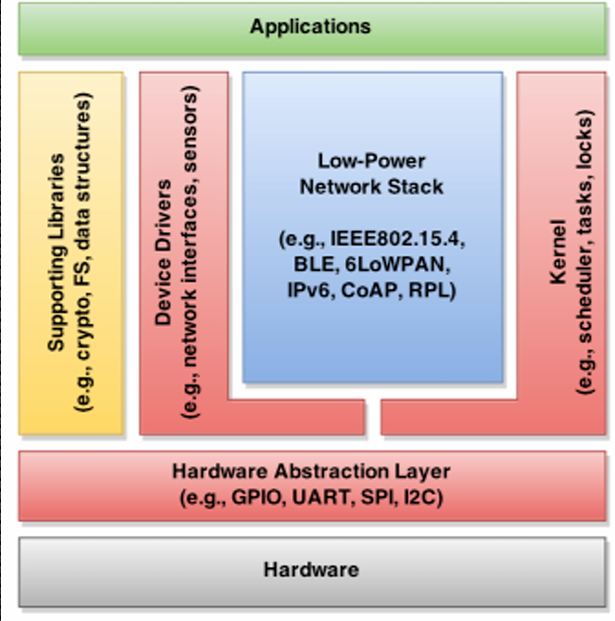 Applications
Supporting Libraries
(e.g., crypto, FS, data structures)
Device Drivers
(e.g., network interfaces, sensors)
Low-Power
Network Stack
(e.g., IEEE802.15.4,
BLE, 6LoWPAN,
IPv6, CoAP, RPL)
Kernel
(e.g., scheduler, tasks, locks)
Hardware Abstraction Layer
(e.g., GPIO, UART, SPI, I2C)
Hardware